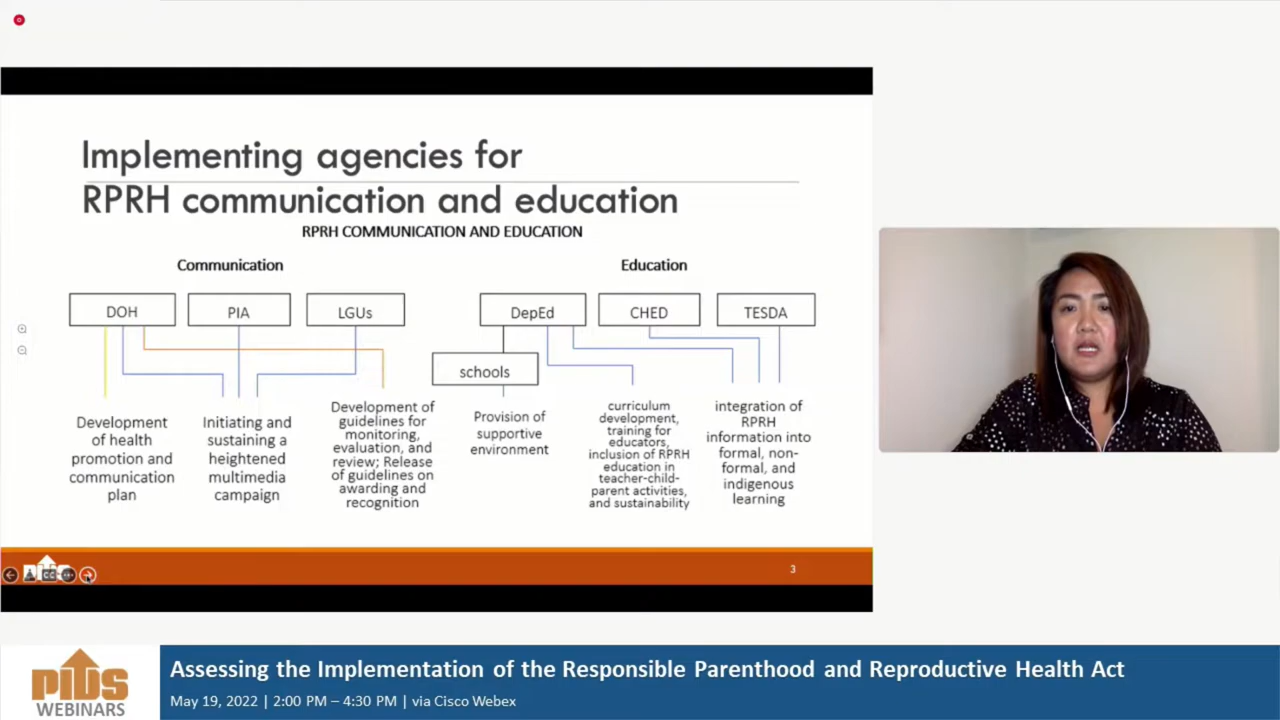 Implementing agencies for
RPRH communication and education
RPRH COMMUNICATION AND EDUCATION
Communication
Education
DOH
PIA
LGUs
DepEd
CHED
TESDA
schools
Development
of health
promotion and
communication
plan
Initiating and
sustaining a
heightened
multimedia
campaign
Development of
guidelines for
monitoring,
evaluation, and
review; Release
of guidelines on
awarding and
recognition
Provision of
supportive
environment
curriculum
development,
training for
educators,
inclusion of RPRH
education in
teacher-child-
parent activities,
and sustainability
integration of
RPRH
information into
formal, non-
formal, and
indigenous
learning
CC
3
PIDS
WEBINARS
Assessing the Implementation of the Responsible Parenthood and Reproductive Health Act
May 19, 2022 | 2:00 PM – 4:30 PM | via Cisco Webex